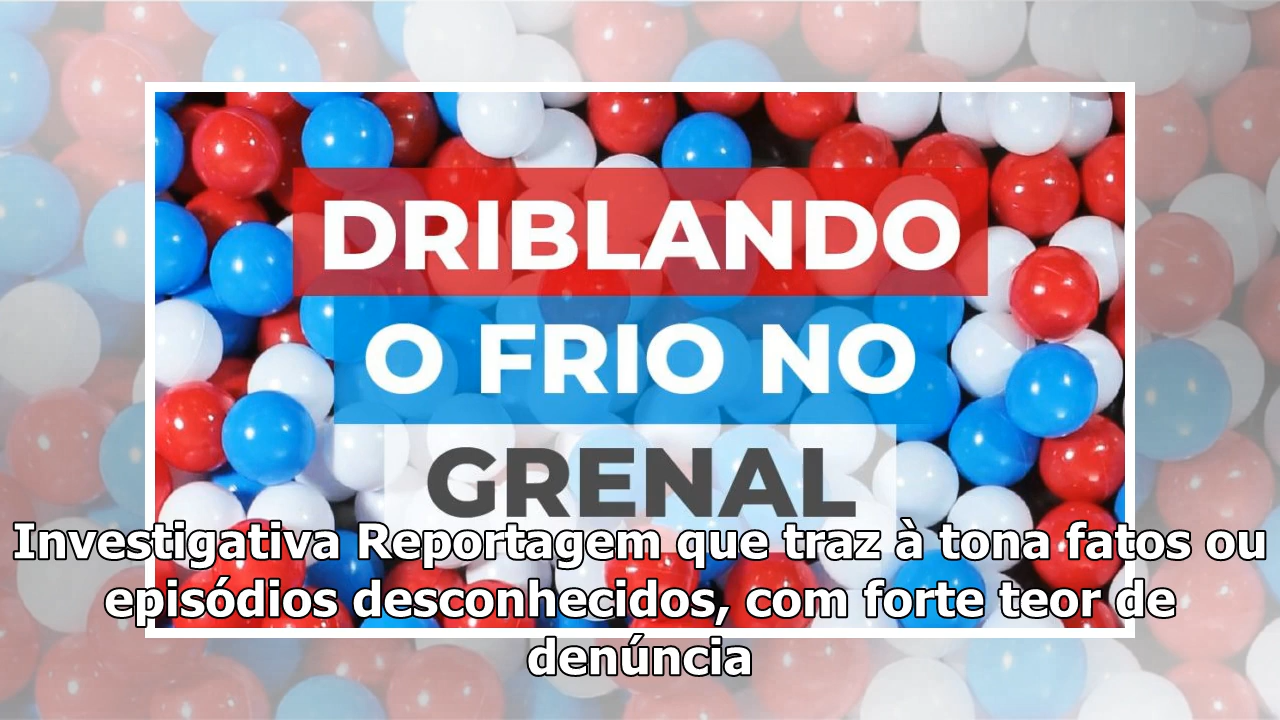 DRIBLANDO
O FRIO NO
GRENAL
Investigativa Reportagem que traz à tona fatos ou
episódios desconhecidos, com forte teor de
denúncia